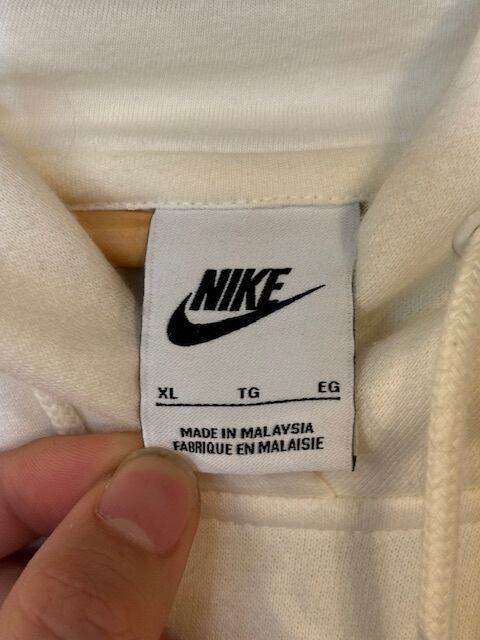 NIKE
XL TG EG
MADE IN MALAYSIA
FABRIQUE EN MALAISIE